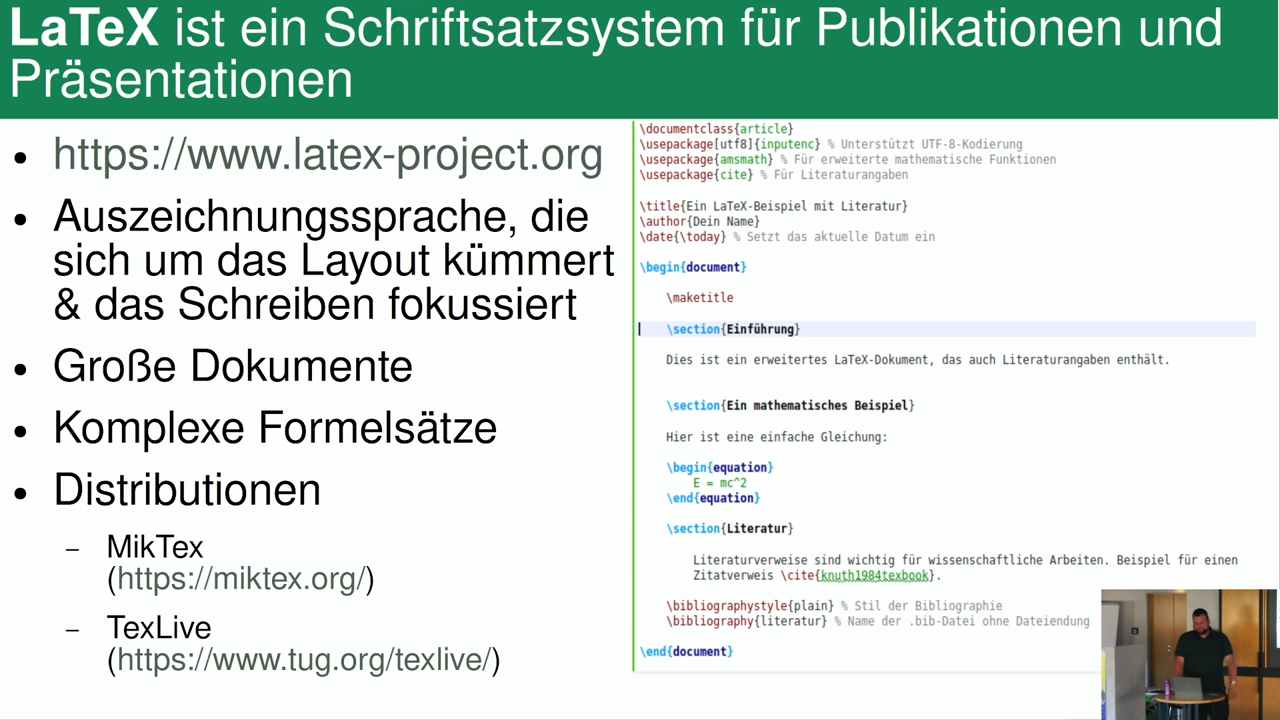 LaTeX ist ein Schriftsatzsystem für Publikationen und
Präsentationen
• https://www.latex-project.org
• Auszeichnungssprache, die
sich um das Layout kümmert
& das Schreiben fokussiert
• Große Dokumente
• Komplexe Formelsätze
• Distributionen
– MikTex
(https://miktex.org/)
– TexLive
(https://www.tug.org/texlive/)
\documentclass{article}
\usepackage[utf8]{inputenc} % Unterstützt UTF-8-Kodierung
\usepackage{amsmath} % Für erweiterte mathematische Funktionen
\usepackage{cite} % Für Literaturangaben
\title{Ein LaTeX-Beispiel mit Literatur}
\author{Dein Name}
\date{\today} % Setzt das aktuelle Datum ein
\begin{document}
\maketitle
\section{Einführung}
Dies ist ein erweitertes LaTeX-Dokument, das auch Literaturangaben enthält.
\section{Ein mathematisches Beispiel}
Hier ist eine einfache Gleichung:
\begin{equation}
E = mc^2
\end{equation}
\section{Literatur}
Literaturverweise sind wichtig für wissenschaftliche Arbeiten. Beispiel für einen
Zitatverweis \cite{knuth1984texbook}.
\bibliographystyle{plain} % Stil der Bibliographie
\bibliography{literatur} % Name der .bib-Datei ohne Dateiendung
\end{document}